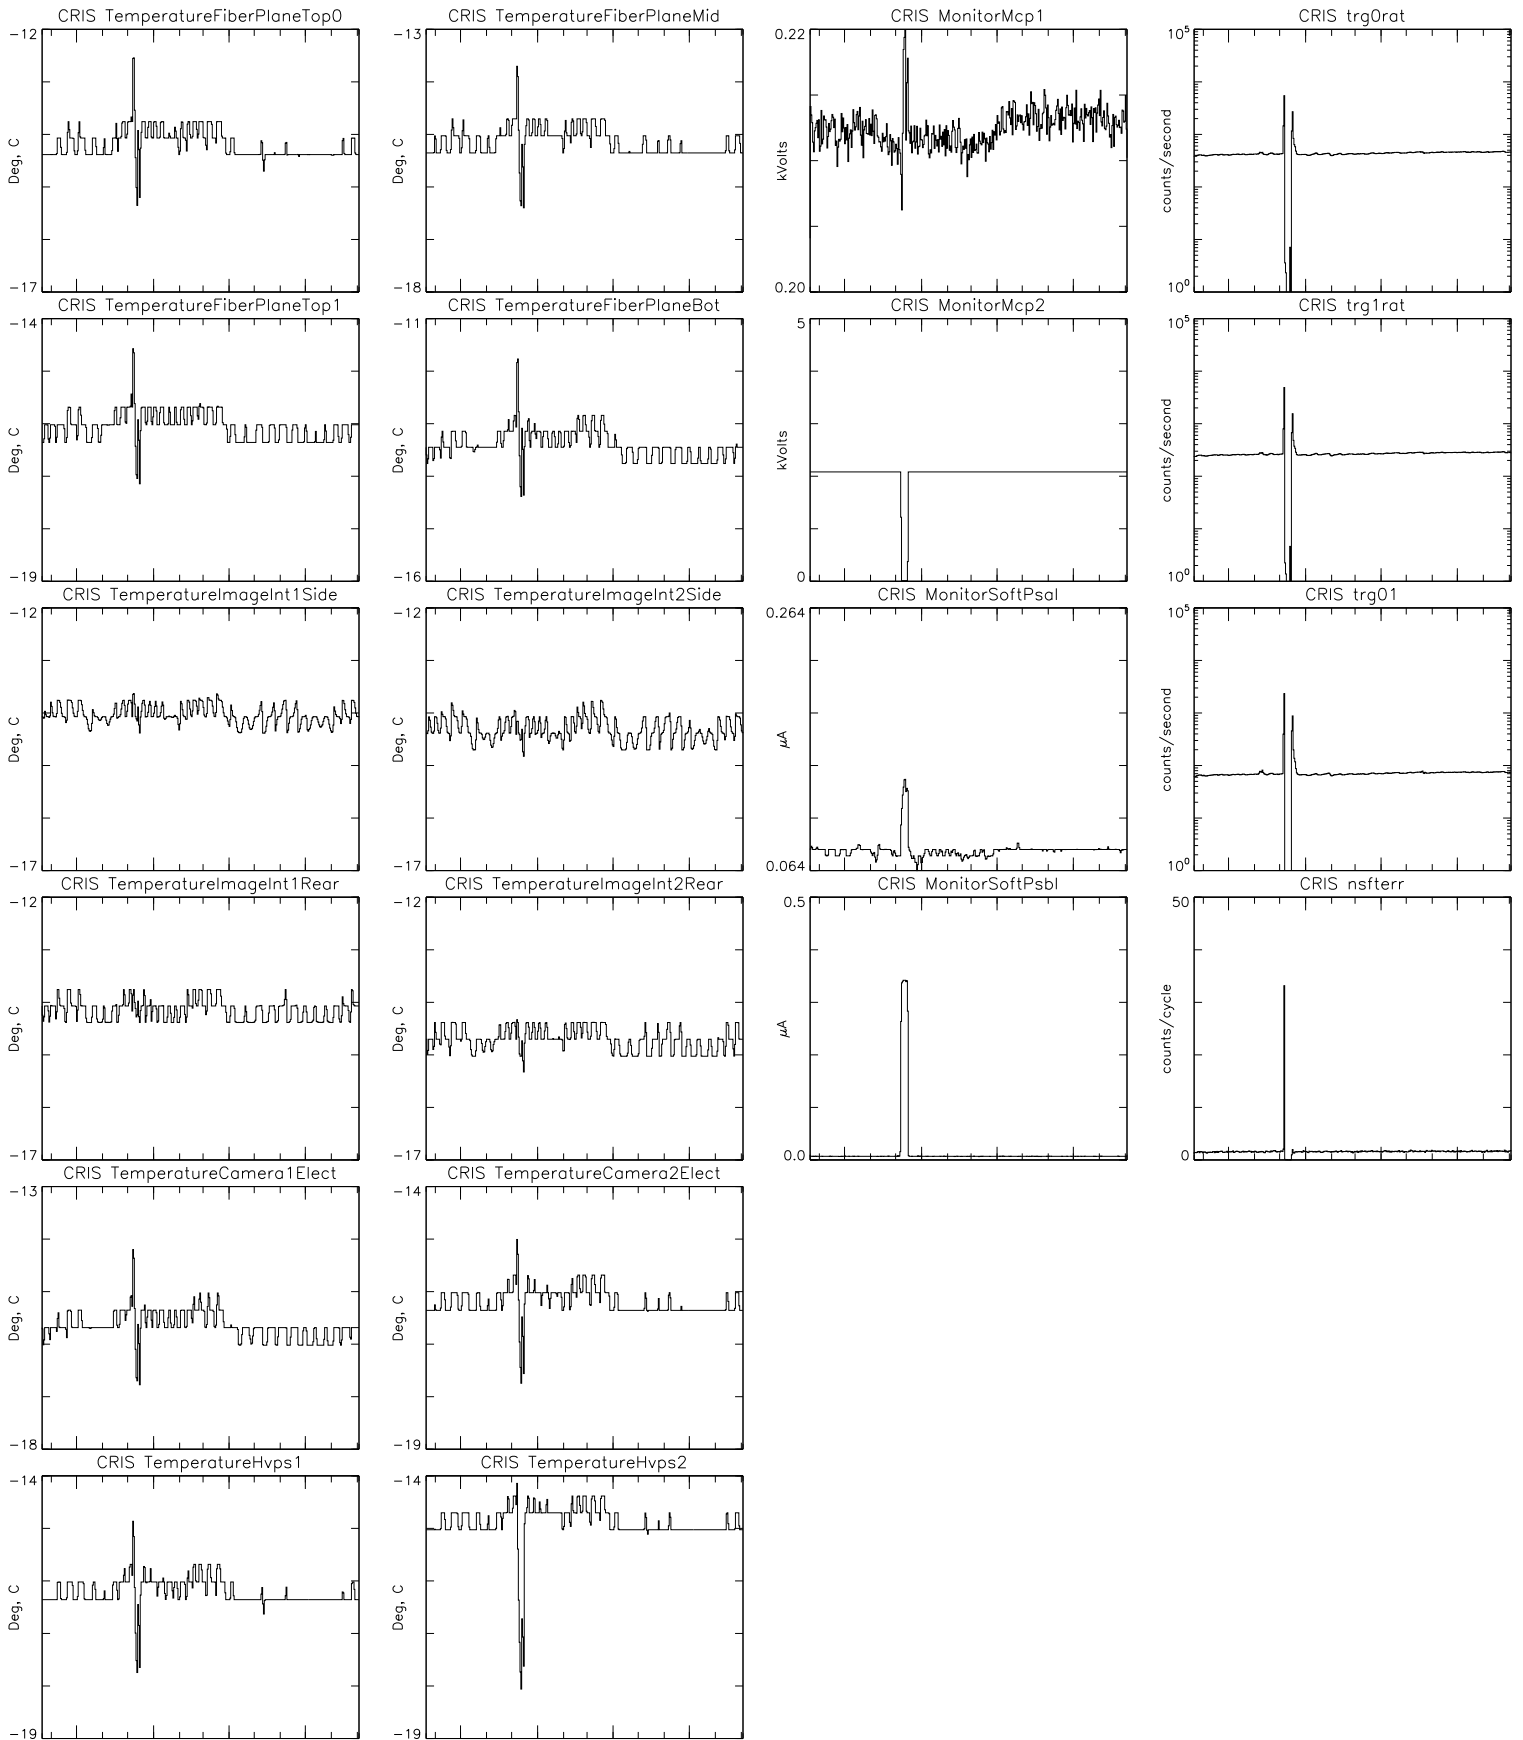 CRIS TemperatureFiberPlaneTop0
-12
Deg, C
-17
CRIS TemperatureFiberPlaneMid
-13
Deg, C
-18
CRIS MonitorMcp1
0.22
kVolts
0.20
CRIS trg0rat
10^5
counts/second
10^0
CRIS TemperatureFiberPlaneTop1
-14
Deg, C
-19
CRIS TemperatureFiberPlaneBot
-11
Deg, C
-16
CRIS MonitorMcp2
5
kVolts
0
CRIS trg1rat
10^5
counts/second
10^0
CRIS TemperatureImageInt1Side
-12
Deg, C
-17
CRIS TemperatureImageInt2Side
-12
Deg, C
-17
CRIS MonitorSoftPsaI
0.264
μA
0.064
CRIS trg01
10^5
counts/second
10^0
CRIS TemperatureImageInt1Rear
-12
Deg, C
-17
CRIS TemperatureImageInt2Rear
-12
Deg, C
-17
CRIS MonitorSoftPsbI
0.5
μA
0.0
CRIS nsfterr
50
counts/cycle
0
CRIS TemperatureCamera1Elect
-13
Deg, C
-18
CRIS TemperatureCamera2Elect
-14
Deg, C
-19
CRIS TemperatureHvps1
-14
Deg, C
-19
CRIS TemperatureHvps2
-14
Deg, C
-19